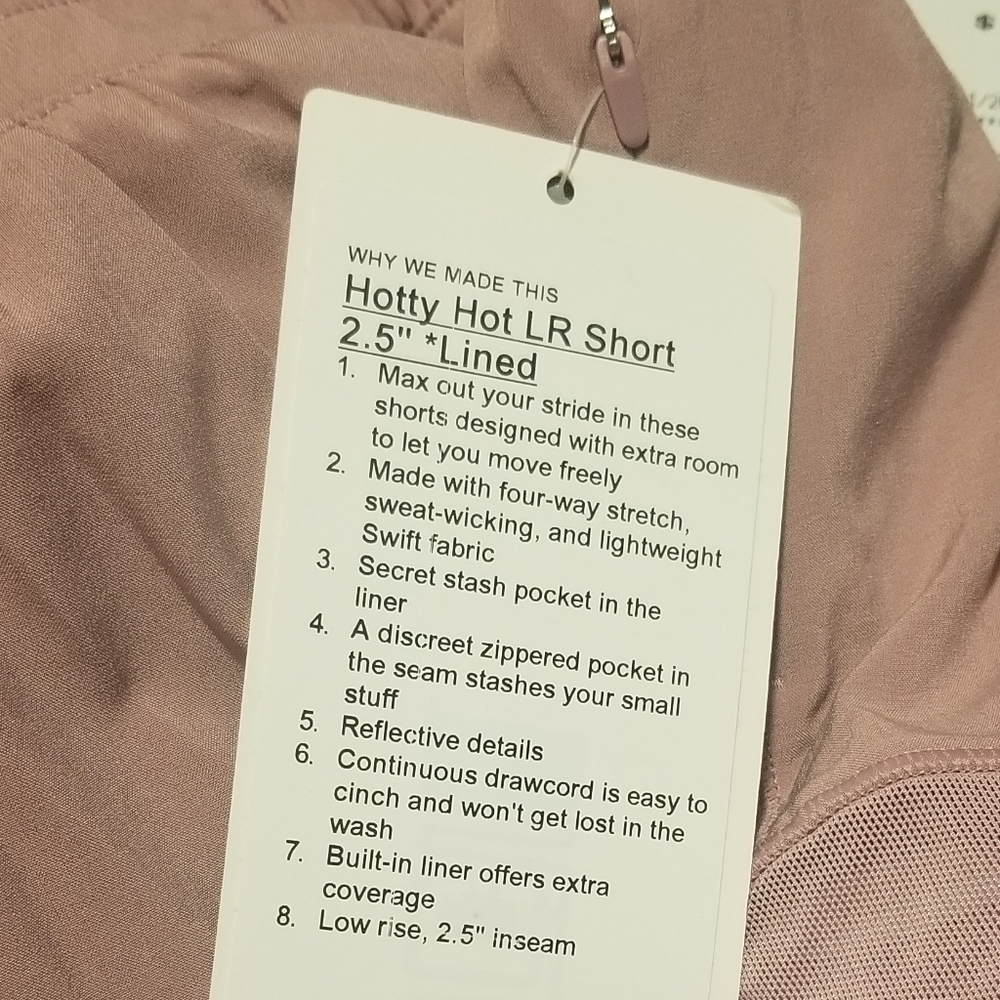 WHY WE MADE THIS
Hotty Hot LR Short
2.5" *Lined
1. Max out your stride in these
shorts designed with extra room
to let you move freely
2. Made with four-way stretch,
sweat-wicking, and lightweight
Swift fabric
3. Secret stash pocket in the
liner
4. A discreet zippered pocket in
the seam stashes your small
stuff
5. Reflective details
6. Continuous drawcord is easy to
cinch and won't get lost in the
wash
7. Built-in liner offers extra
coverage
8. Low rise, 2.5" inseam